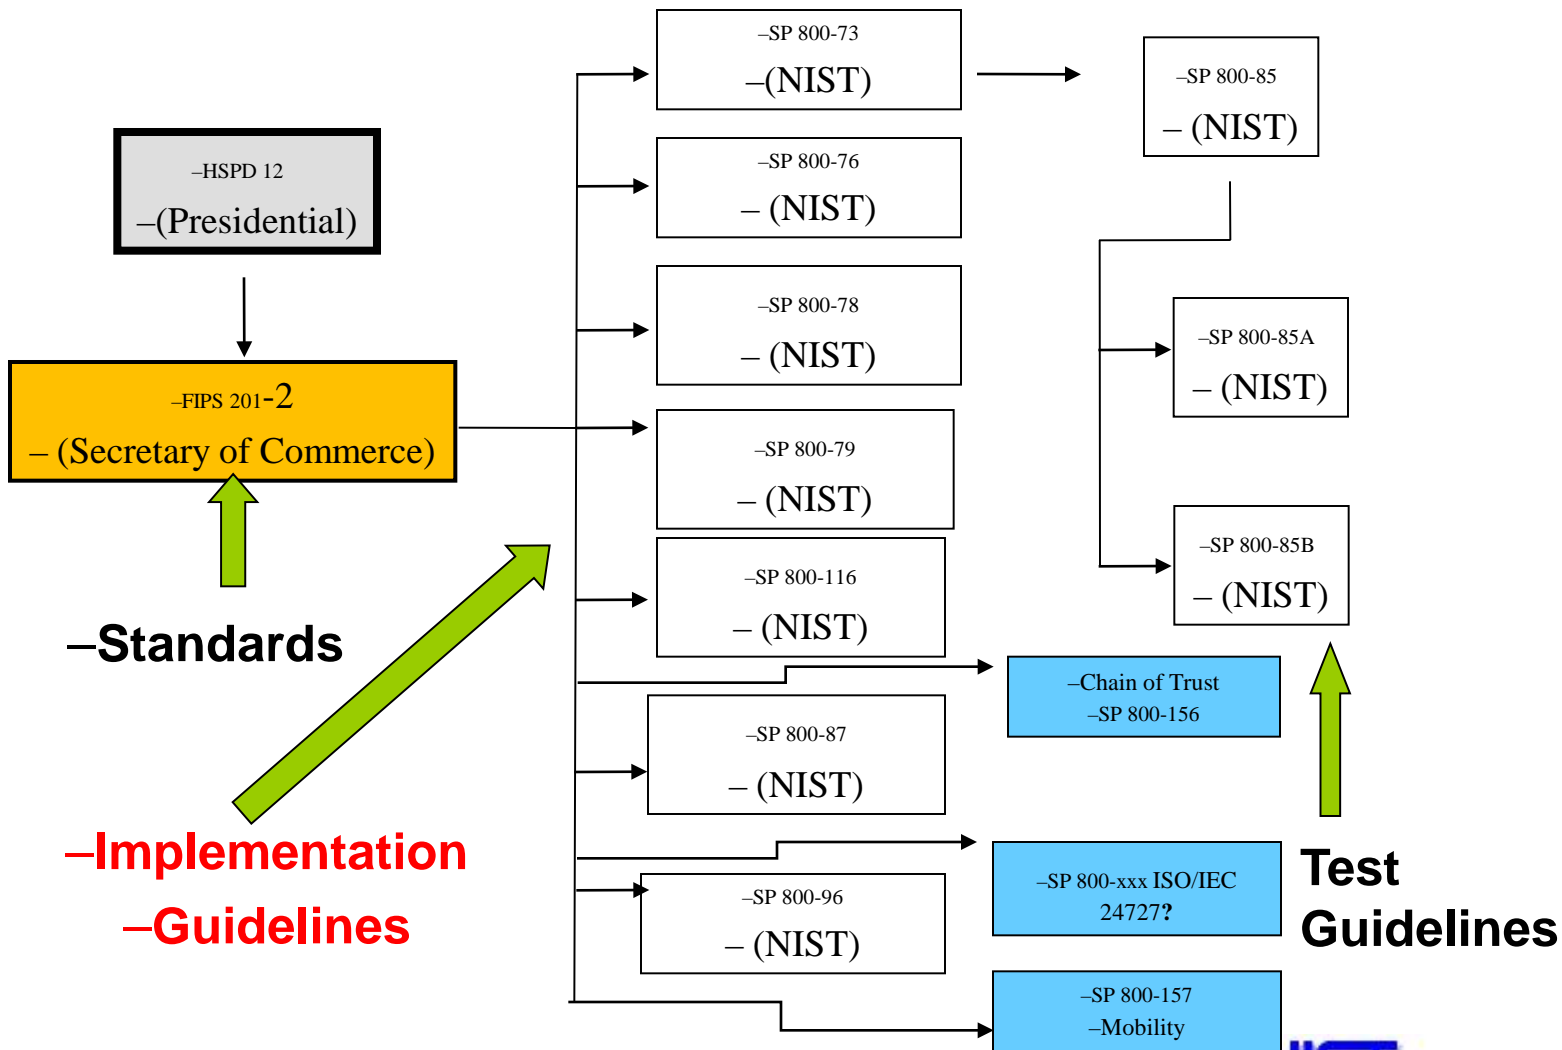 –HSPD 12
–(Presidential)
–FIPS 201-2
– (Secretary of Commerce)
–Standards
–Implementation
–Guidelines
–SP 800-73
–(NIST)
–SP 800-76
– (NIST)
–SP 800-78
– (NIST)
–SP 800-79
– (NIST)
–SP 800-116
– (NIST)
–SP 800-87
– (NIST)
–SP 800-96
– (NIST)
–SP 800-85
– (NIST)
–SP 800-85A
– (NIST)
–SP 800-85B
– (NIST)
–Chain of Trust
–SP 800-156
–SP 800-xxx ISO/IEC
24727?
–SP 800-157
–Mobility
Test
Guidelines